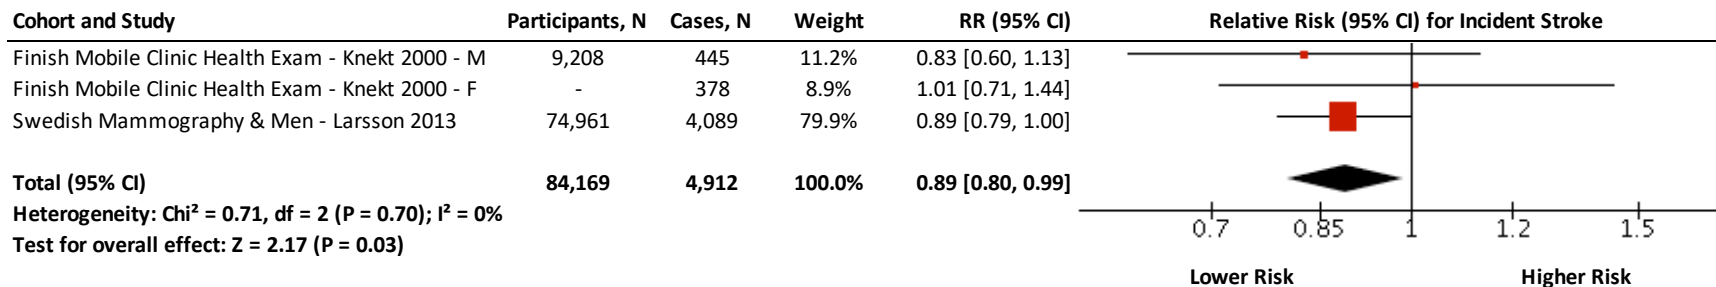 Cohort and Study Participants, N Cases, N Weight RR (95% CI) Relative Risk (95% CI) for Incident Stroke
Finish Mobile Clinic Health Exam - Knekt 2000 - M 9,208 445 11.2% 0.83 [0.60, 1.13]
Finish Mobile Clinic Health Exam - Knekt 2000 - F - 378 8.9% 1.01 [0.71, 1.44]
Swedish Mammography & Men - Larsson 2013 74,961 4,089 79.9% 0.89 [0.79, 1.00]
Total (95% CI) 84,169 4,912 100.0% 0.89 [0.80, 0.99]
Heterogeneity: Chi² = 0.71, df = 2 (P = 0.70); I² = 0%
0.7 0.85 1 1.2 1.5
Test for overall effect: Z = 2.17 (P = 0.03)
Lower Risk Higher Risk